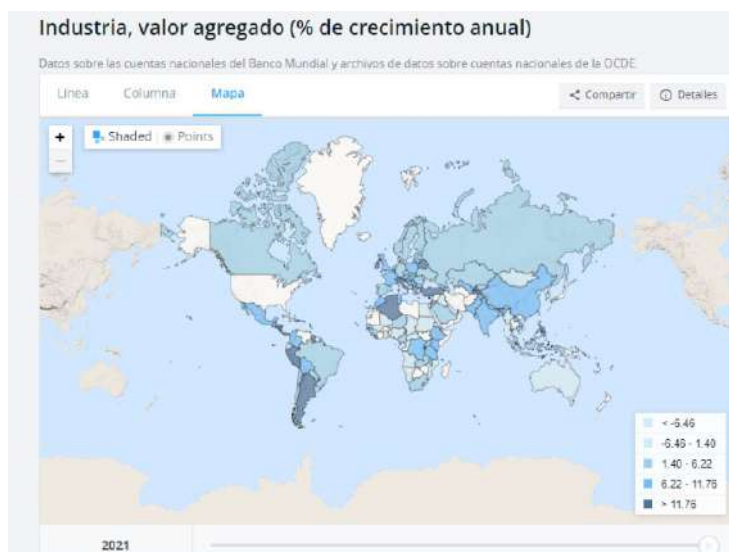 Industria, valor agregado (% de crecimiento anual)
Datos sobre las cuentas nacionales del Banco Mundial y archivos de datos sobre cuentas nacionales de la OCDE.
Línea Columna Mapa Compartir Detalles
+ Shaded Points
−
< -6.46
-6.46 - 1.40
1.40 - 6.22
6.22 - 11.76
> 11.76
2021